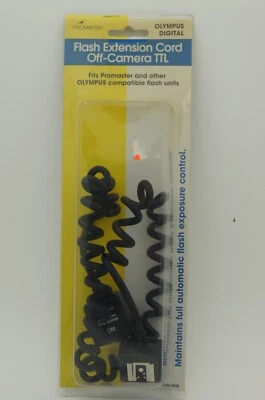 PROMASTER
OLYMPUS
DIGITAL
Flash Extension Cord
Off-Camera TTL
Fits Promaster and other
OLYMPUS compatible flash units
Maintains full automatic flash exposure control.